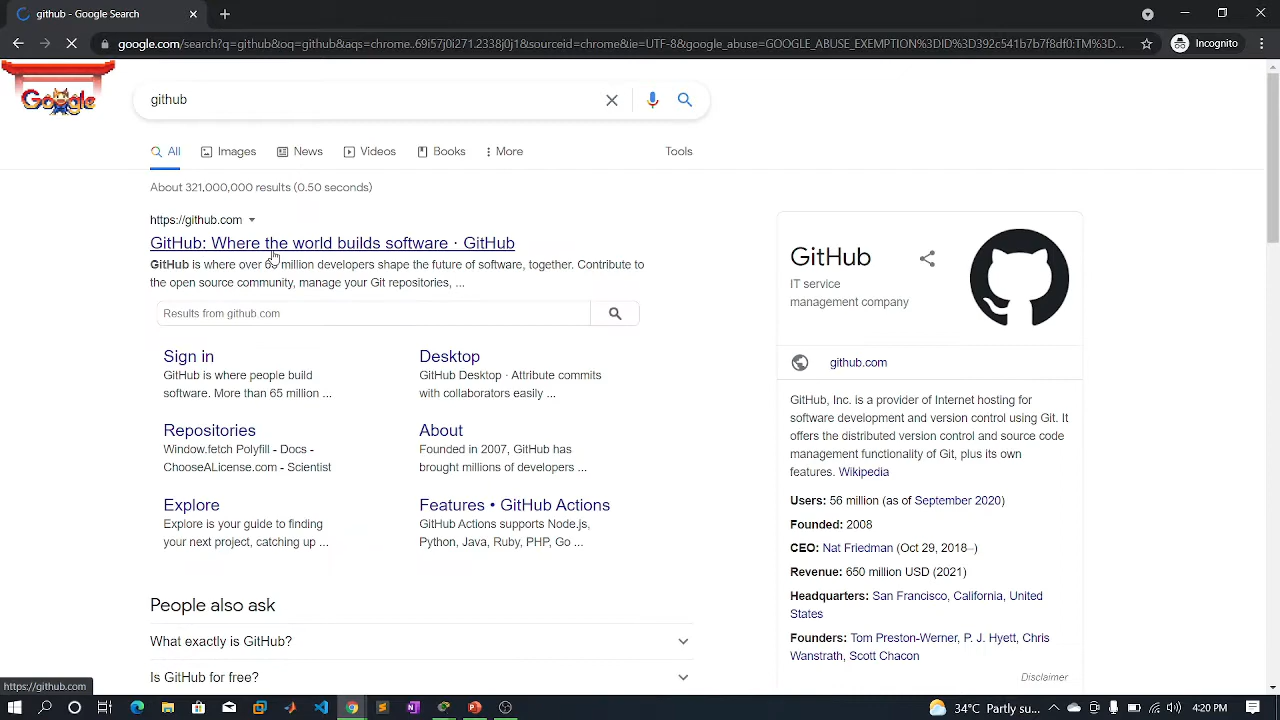 github - Google Search
google.com/search?q=github&oq=github&aqs=chrome..69i57j0i271.3338j0j1&sourceid=chrome&ie=UTF-8&google_abuse=GOOGLE_ABUSE_EXEMPTION%3DID%3D392c541b7b7f8df0:TM%3D...
Incognito
Google
github
All
Images
News
Videos
Books
More
Tools
About 321,000,000 results (0.50 seconds)
https://github.com
GitHub: Where the world builds software · GitHub
GitHub is where over 65 million developers shape the future of software, together. Contribute to
the open source community, manage your Git repositories, ...
Results from github.com
Sign in
GitHub is where people build
software. More than 65 million ...
Desktop
GitHub Desktop · Attribute commits
with collaborators easily ...
Repositories
Window.fetch Polyfill - Docs -
ChooseALicense.com - Scientist
About
Founded in 2007, GitHub has
brought millions of developers ...
Explore
Explore is your guide to finding
your next project, catching up ...
Features • GitHub Actions
GitHub Actions supports Node.js,
Python, Java, Ruby, PHP, Go ...
People also ask
What exactly is GitHub?
Is GitHub for free?
GitHub
IT service
management company
github.com
GitHub, Inc. is a provider of Internet hosting for
software development and version control using Git. It
offers the distributed version control and source code
management functionality of Git, plus its own
features. Wikipedia
Users: 56 million (as of September 2020)
Founded: 2008
CEO: Nat Friedman (Oct 29, 2018–)
Revenue: 650 million USD (2021)
Headquarters: San Francisco, California, United
States
Founders: Tom Preston-Werner, P. J. Hyett, Chris
Wanstrath, Scott Chacon
Disclaimer
https://github.com
34°C Partly su...
4:20 PM